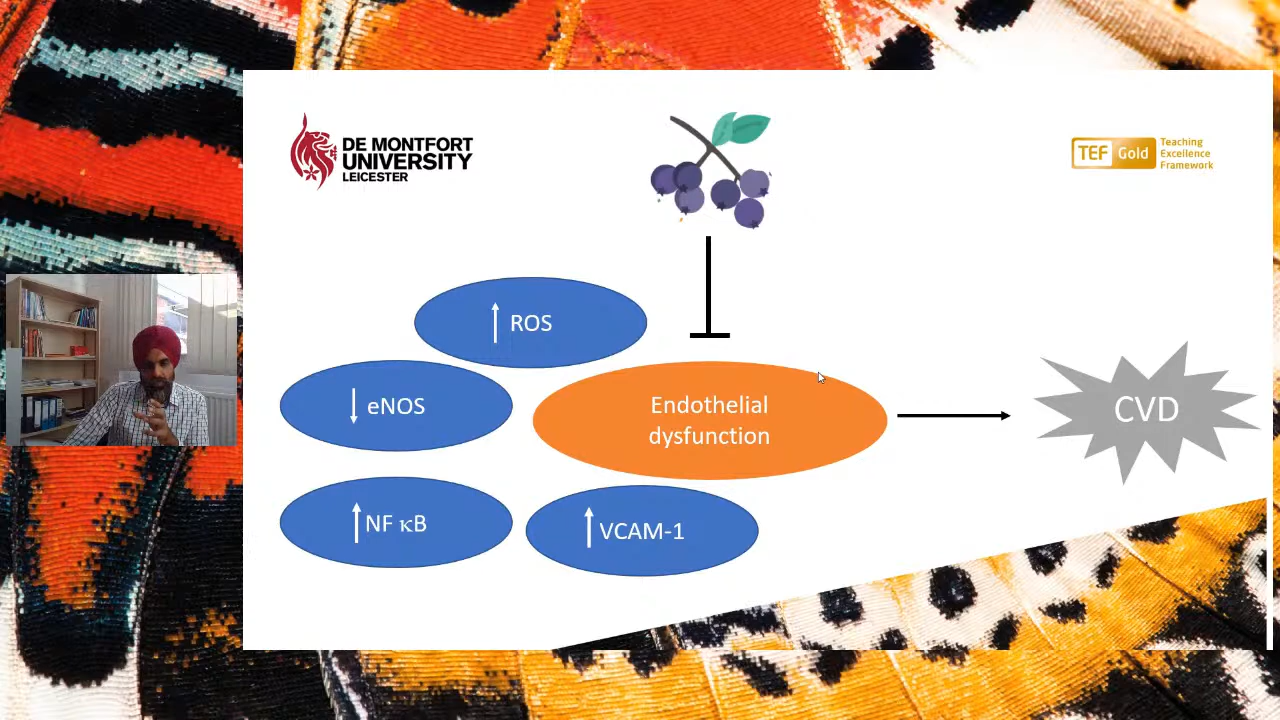 DE MONTFORT
UNIVERSITY
LEICESTER
TEF Gold
Teaching
Excellence
Framework
ROS
eNOS
Endothelial
dysfunction
CVD
NF κB
VCAM-1